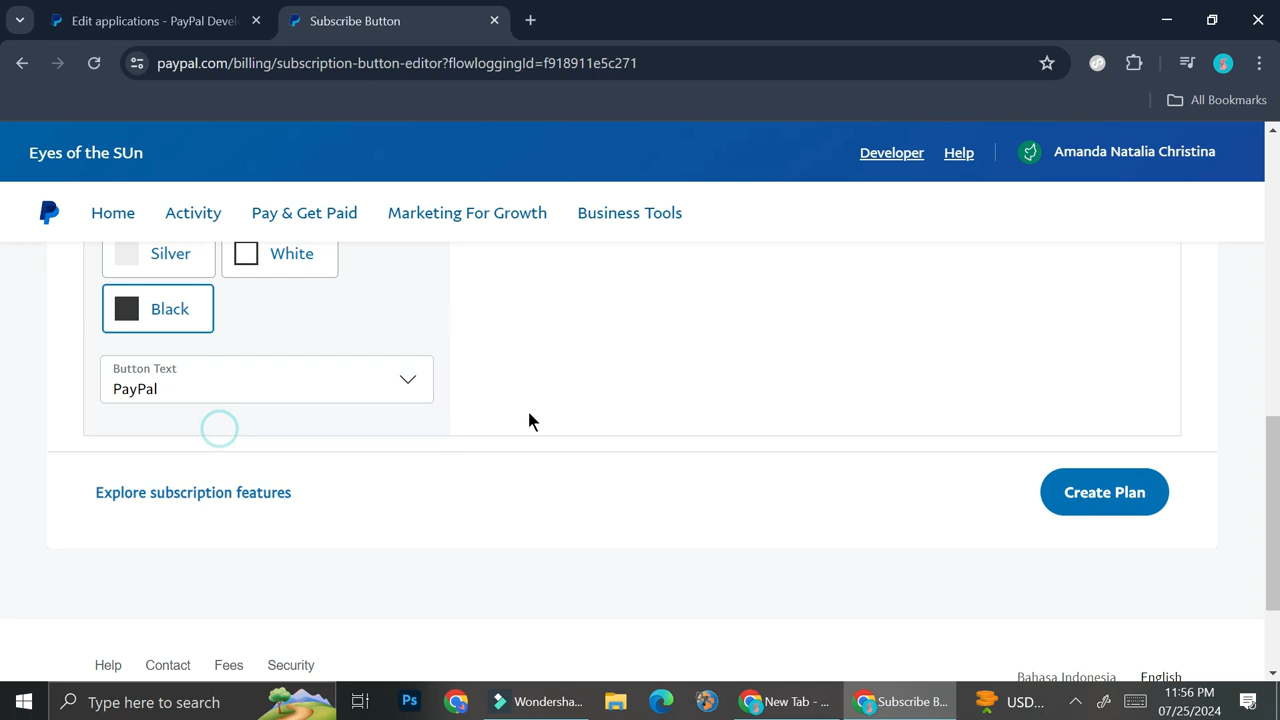 Edit applications - PayPal Devel
Subscribe Button
paypal.com/billing/subscription-button-editor?flowloggingId=f918911e5c271
All Bookmarks
Eyes of the SUn
Developer
Help
Amanda Natalia Christina
Home
Activity
Pay & Get Paid
Marketing For Growth
Business Tools
Silver
White
Black
Button Text
PayPal
Explore subscription features
Create Plan
Help
Contact
Fees
Security
Bahasa Indonesia
English
Type here to search
Ps
Wondersha...
New Tab - ...
Subscribe B...
USD...
11:56 PM
07/25/2024